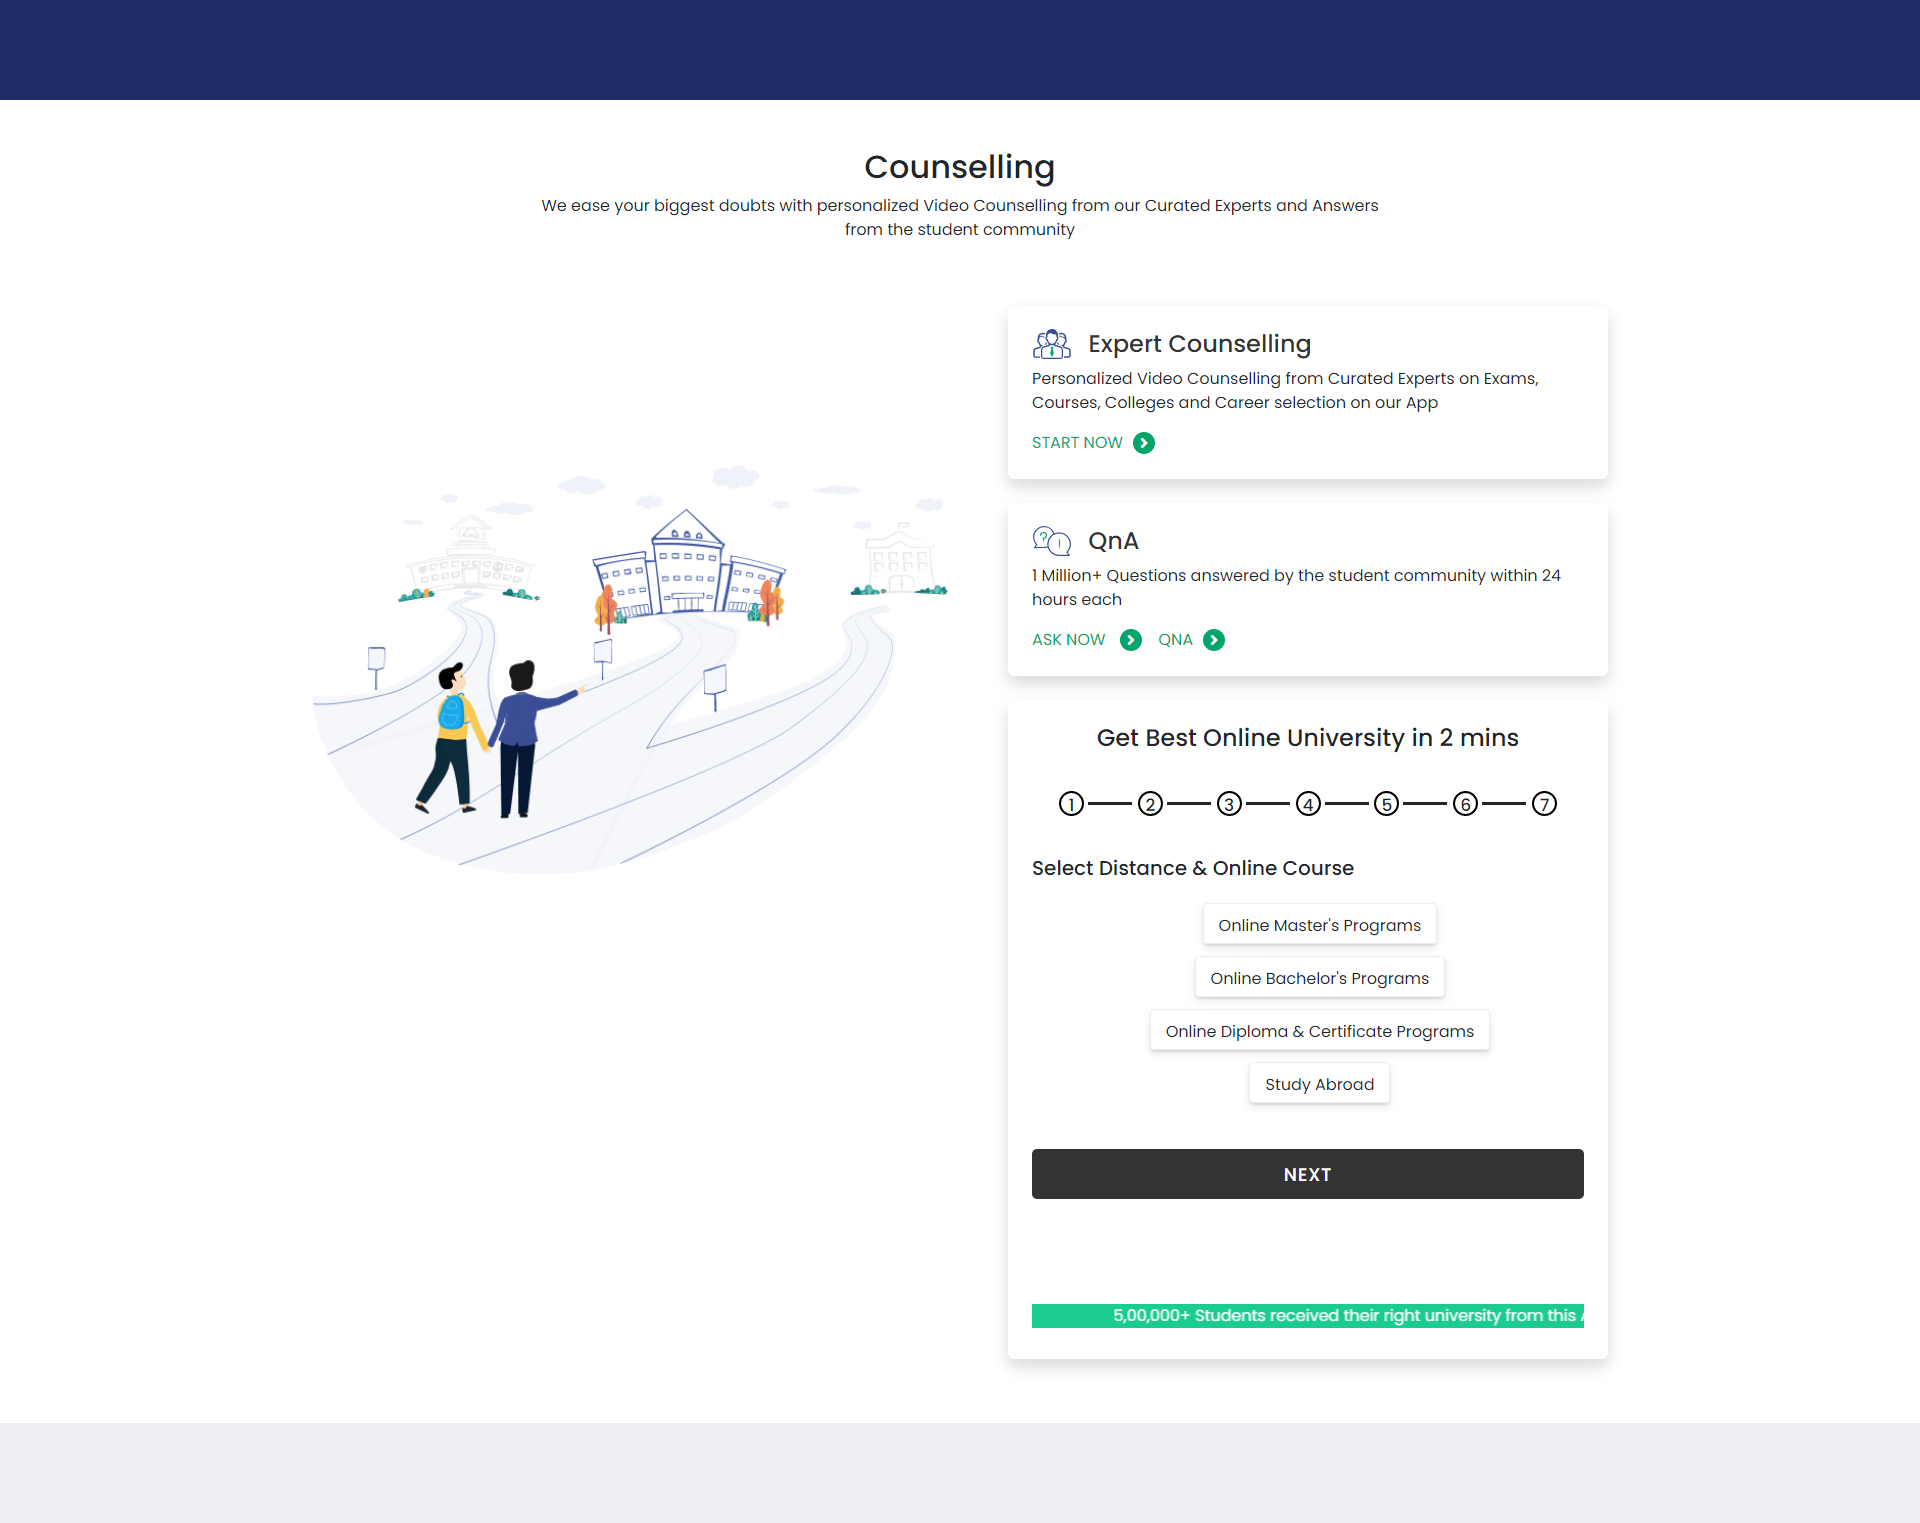 Counselling
We ease your biggest doubts with personalized Video Counselling from our Curated Experts and Answers
from the student community
Expert Counselling
Personalized Video Counselling from Curated Experts on Exams,
Courses, Colleges and Career selection on our App
START NOW
QnA
1 Million+ Questions answered by the student community within 24
hours each
ASK NOW QNA
Get Best Online University in 2 mins
1 2 3 4 5 6 7
Select Distance & Online Course
Online Master's Programs
Online Bachelor's Programs
Online Diploma & Certificate Programs
Study Abroad
NEXT
5,00,000+ Students received their right university from this